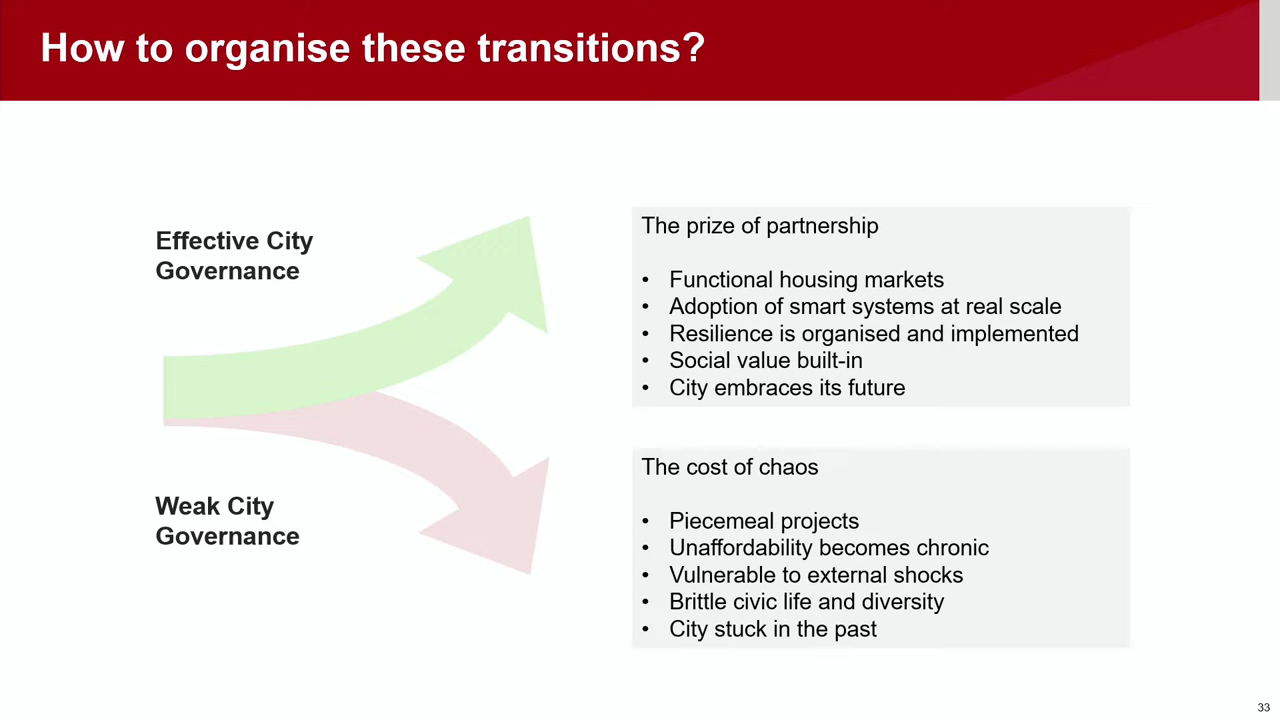 How to organise these transitions?
Effective City
Governance
The prize of partnership
• Functional housing markets
• Adoption of smart systems at real scale
• Resilience is organised and implemented
• Social value built-in
• City embraces its future
Weak City
Governance
The cost of chaos
• Piecemeal projects
• Unaffordability becomes chronic
• Vulnerable to external shocks
• Brittle civic life and diversity
• City stuck in the past
33